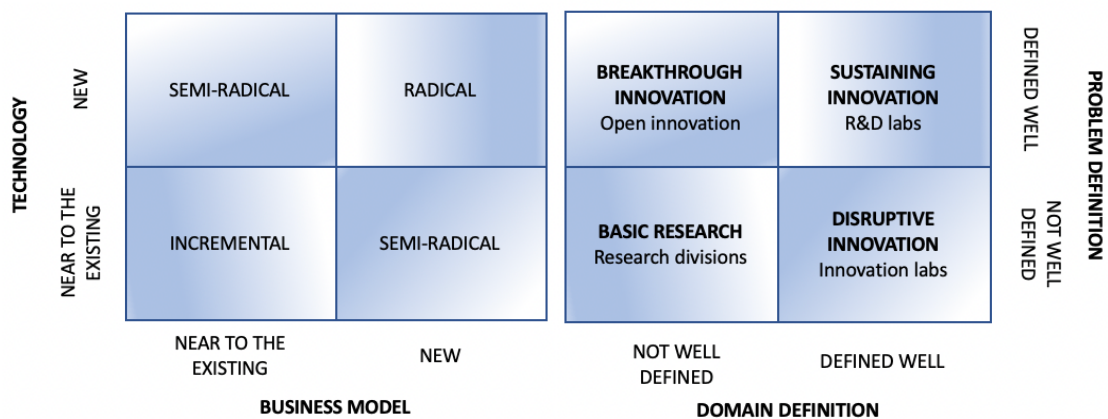 TECHNOLOGY
NEW
NEAR TO THE
EXISTING
SEMI-RADICAL
RADICAL
INCREMENTAL
SEMI-RADICAL
NEAR TO THE
EXISTING
NEW
BUSINESS MODEL
BREAKTHROUGH
INNOVATION
Open innovation
SUSTAINING
INNOVATION
R&D labs
BASIC RESEARCH
Research divisions
DISRUPTIVE
INNOVATION
Innovation labs
NOT WELL
DEFINED
DEFINED WELL
DOMAIN DEFINITION
DEFINED WELL
NOT WELL
DEFINED
PROBLEM DEFINITION